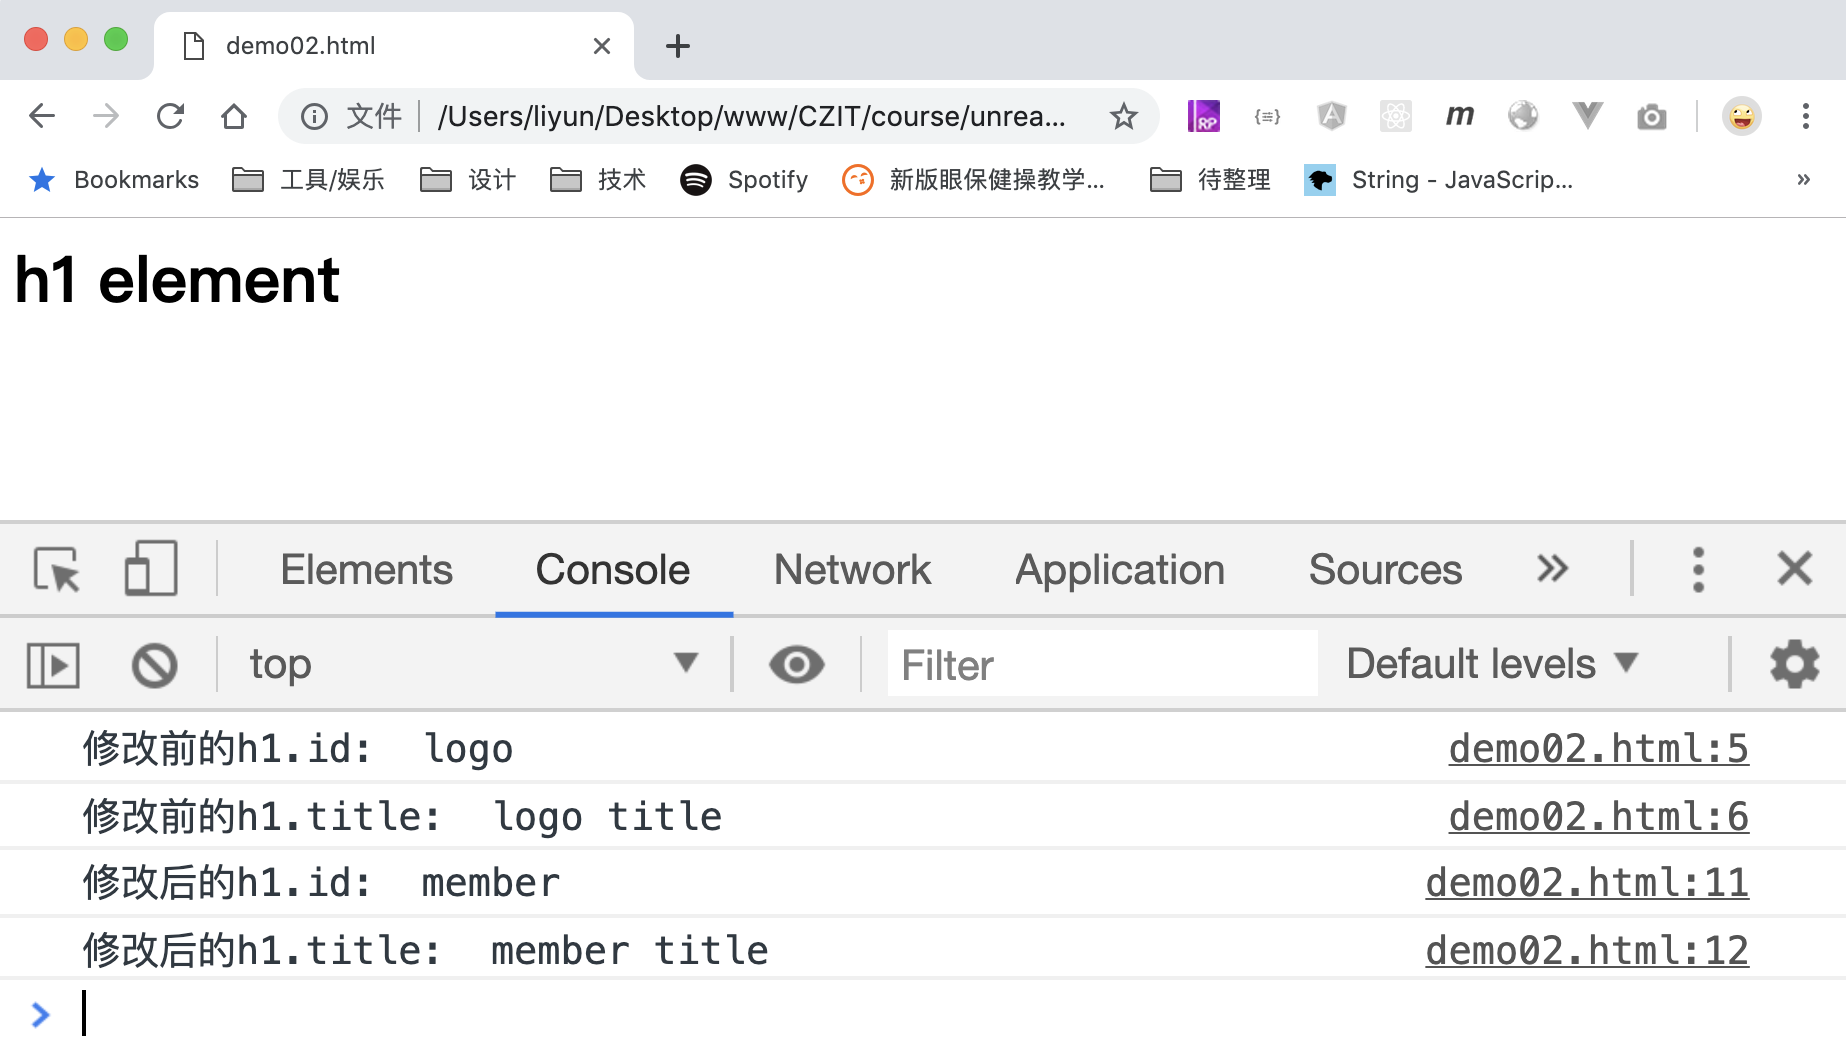 demo02.html
文件 /Users/liyun/Desktop/www/CZIT/course/unrea... RP {≡} A m
Bookmarks 工具/娱乐 设计 技术 Spotify 新版眼保健操教学... 待整理 String - JavaScrip... »
h1 element
Elements Console Network Application Sources »
top Filter Default levels
修改前的h1.id:  logo demo02.html:5
修改前的h1.title:  logo title demo02.html:6
修改后的h1.id:  member demo02.html:11
修改后的h1.title:  member title demo02.html:12